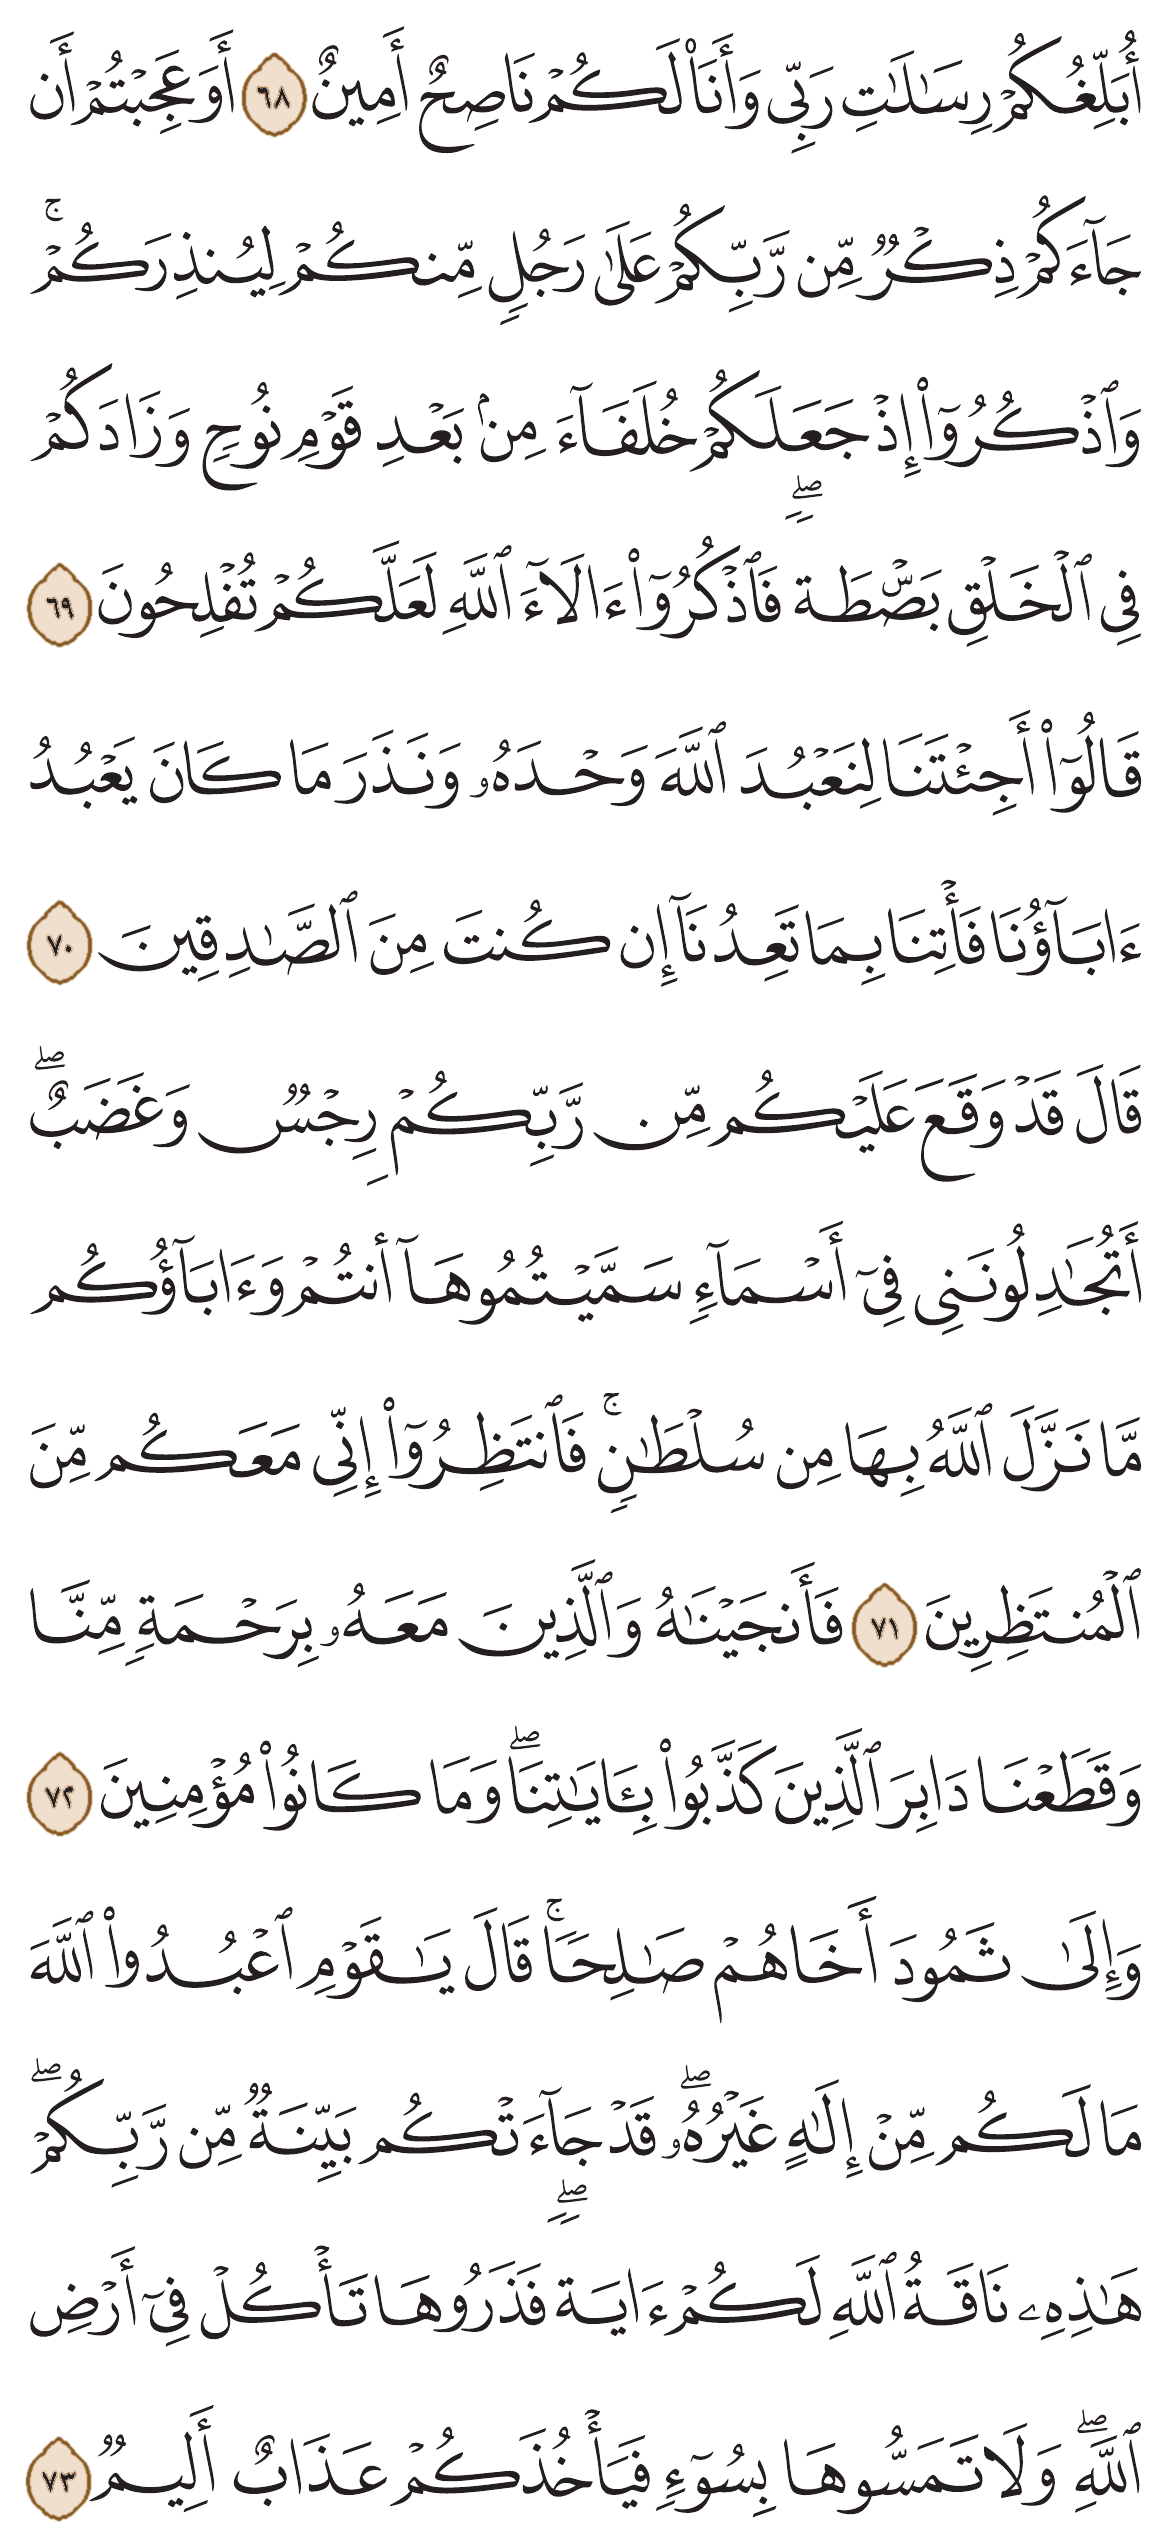 أُبَلِّغُكُمْ رِسَـٰلَـٰتِ رَبِّى وَأَنَا۠ لَكُمْ نَاصِحٌ أَمِينٌ ٦٨ أَوَعَجِبْتُمْ أَن
جَآءَكُمْ ذِكْرٌ مِّن رَّبِّكُمْ عَلَىٰ رَجُلٍ مِّنكُمْ لِيُنذِرَكُمْ ۚ
وَٱذْكُرُوٓا۟ إِذْ جَعَلَكُمْ خُلَفَآءَ مِنۢ بَعْدِ قَوْمِ نُوحٍ وَزَادَكُمْ
فِى ٱلْخَلْقِ بَصْۜطَةً ۖ فَٱذْكُرُوٓا۟ ءَالَآءَ ٱللَّهِ لَعَلَّكُمْ تُفْلِحُونَ ٦٩
قَالُوٓا۟ أَجِئْتَنَا لِنَعْبُدَ ٱللَّهَ وَحْدَهُۥ وَنَذَرَ مَا كَانَ يَعْبُدُ
ءَابَآؤُنَا فَأْتِنَا بِمَا تَعِدُنَآ إِن كُنتَ مِنَ ٱلصَّـٰدِقِينَ ٧٠
قَالَ قَدْ وَقَعَ عَلَيْكُم مِّن رَّبِّكُمْ رِجْسٌ وَغَضَبٌ ۖ
أَتُجَـٰدِلُونَنِى فِىٓ أَسْمَآءٍ سَمَّيْتُمُوهَآ أَنتُمْ وَءَابَآؤُكُم
مَّا نَزَّلَ ٱللَّهُ بِهَا مِن سُلْطَـٰنٍ ۚ فَٱنتَظِرُوٓا۟ إِنِّى مَعَكُم مِّنَ
ٱلْمُنتَظِرِينَ ٧١ فَأَنجَيْنَـٰهُ وَٱلَّذِينَ مَعَهُۥ بِرَحْمَةٍ مِّنَّا
وَقَطَعْنَا دَابِرَ ٱلَّذِينَ كَذَّبُوا۟ بِـَٔايَـٰتِنَا ۖ وَمَا كَانُوا۟ مُؤْمِنِينَ ٧٢
وَإِلَىٰ ثَمُودَ أَخَاهُمْ صَـٰلِحًا ۚ قَالَ يَـٰقَوْمِ ٱعْبُدُوا۟ ٱللَّهَ
مَا لَكُم مِّنْ إِلَـٰهٍ غَيْرُهُۥ ۖ قَدْ جَآءَتْكُم بَيِّنَةٌ مِّن رَّبِّكُمْ ۖ
هَـٰذِهِۦ نَاقَةُ ٱللَّهِ لَكُمْ ءَايَةً ۖ فَذَرُوهَا تَأْكُلْ فِىٓ أَرْضِ
ٱللَّهِ ۖ وَلَا تَمَسُّوهَا بِسُوٓءٍ فَيَأْخُذَكُمْ عَذَابٌ أَلِيمٌ ٧٣